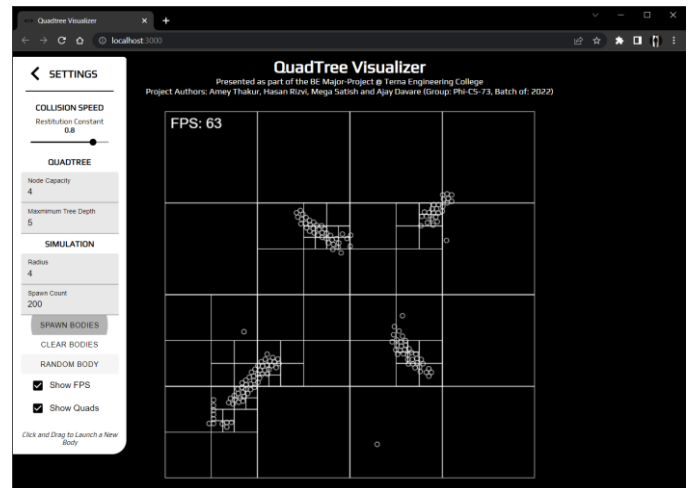 Quadtree Visualizer
localhost:3000
SETTINGS
COLLISION SPEED
Restitution Constant
0.8
QUADTREE
Node Capacity
4
Maxmimum Tree Depth
5
SIMULATION
Radius
4
Spawn Count
200
SPAWN BODIES
CLEAR BODIES
RANDOM BODY
Show FPS
Show Quads
Click and Drag to Launch a New
Body
QuadTree Visualizer
Presented as part of the BE Major-Project @ Terna Engineering College
Project Authors: Amey Thakur, Hasan Rizvi, Mega Satish and Ajay Davare (Group: Phi-CS-73, Batch of: 2022)
FPS: 63